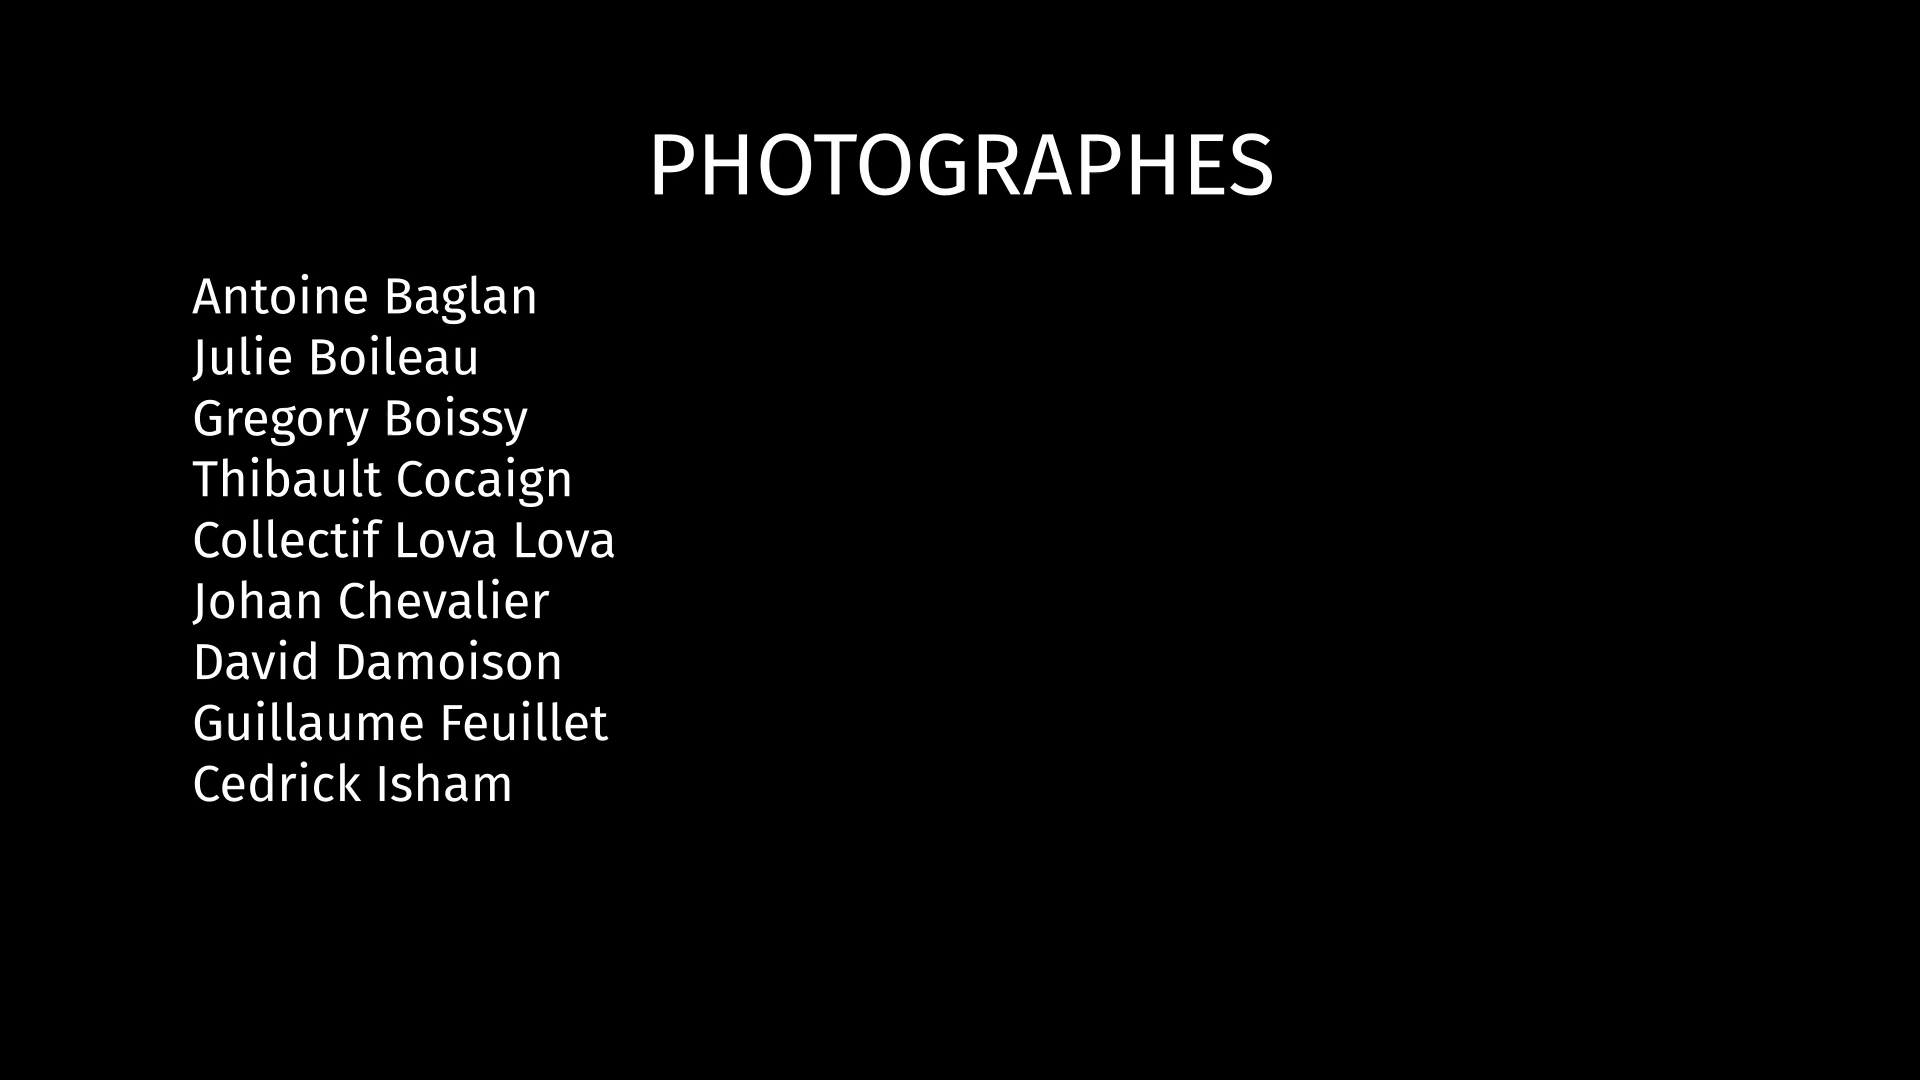 PHOTOGRAPHES
Antoine Baglan
Julie Boileau
Gregory Boissy
Thibault Cocaign
Collectif Lova Lova
Johan Chevalier
David Damoison
Guillaume Feuillet
Cedrick Isham